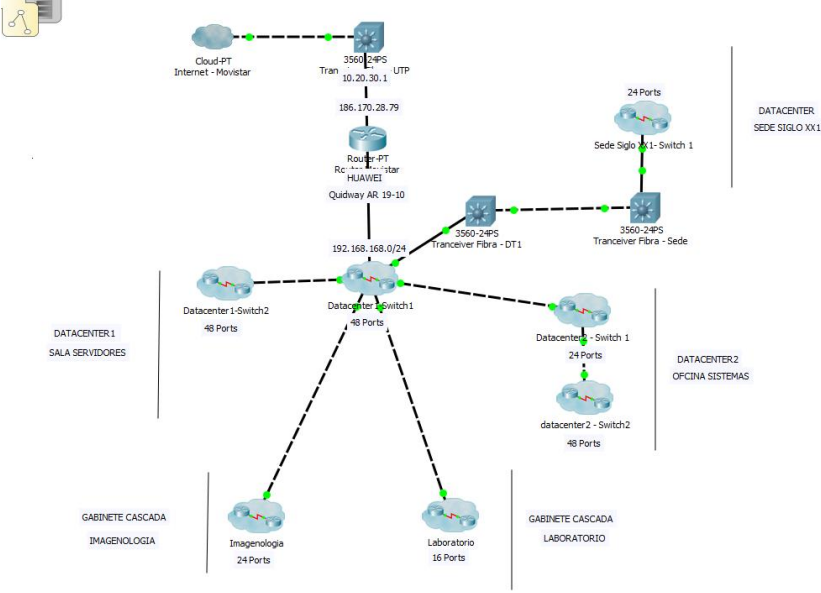 Cloud-PT
Internet - Movistar
3560-24PS
UTP
10.20.30.1
186.170.28.79
Router-PT
HUAWEI
Quidway AR 19-10
192.168.168.0/24
24 Ports
Sede Siglo XX1- Switch 1
DATACENTER
SEDE SIGLO XX1
3560-24PS
Tranceiver Fibra - DT1
3560-24PS
Tranceiver Fibra - Sede
Datacenter1-Switch2
48 Ports
Datacenter1-Switch1
48 Ports
DATACENTER1
SALA SERVIDORES
Datacenter2 - Switch 1
24 Ports
datacenter2 - Switch2
48 Ports
DATACENTER2
OFCINA SISTEMAS
GABINETE CASCADA
IMAGENOLOGIA
Imagenologia
24 Ports
Laboratorio
16 Ports
GABINETE CASCADA
LABORATORIO